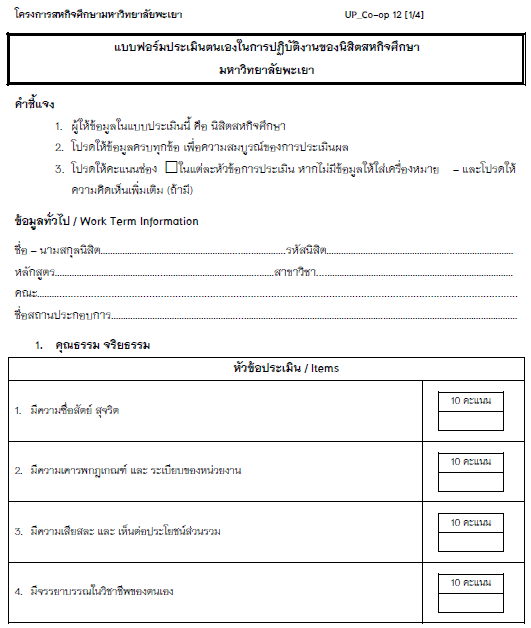 โครงการสหกิจศึกษามหาวิทยาลัยพะเยา UP_Co-op 12 [1/4]
แบบฟอร์มประเมินตนเองในการปฏิบัติงานของนิสิตสหกิจศึกษา
มหาวิทยาลัยพะเยา
คำชี้แจง
1. ผู้ให้ข้อมูลในแบบประเมินนี้ คือ นิสิตสหกิจศึกษา
2. โปรดให้ข้อมูลครบทุกข้อ เพื่อความสมบูรณ์ของการประเมินผล
3. โปรดให้คะแนนช่อง ☐ในแต่ละหัวข้อการประเมิน หากไม่มีข้อมูลให้ใส่เครื่องหมาย – และโปรดให้
ความคิดเห็นเพิ่มเติม (ถ้ามี)
ข้อมูลทั่วไป / Work Term Information
ชื่อ – นามสกุลนิสิต..............................รหัสนิสิต..............................
หลักสูตร..............................สาขาวิชา..............................
คณะ..............................
ชื่อสถานประกอบการ..............................
1. คุณธรรม จริยธรรม
หัวข้อประเมิน / Items
1. มีความซื่อสัตย์ สุจริต 10 คะแนน
2. มีความเคารพกฎเกณฑ์ และ ระเบียบของหน่วยงาน 10 คะแนน
3. มีความเสียสละ และ เห็นต่อประโยชน์ส่วนรวม 10 คะแนน
4. มีจรรยาบรรณในวิชาชีพของตนเอง 10 คะแนน